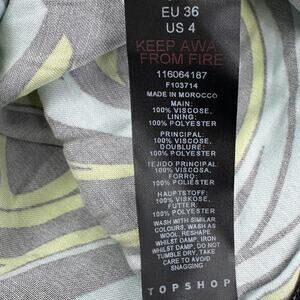 EU 36
US 4
KEEP AWAY
FROM FIRE
116064187
F103714
MADE IN MOROCCO
MAIN:
100% VISCOSE,
LINING:
100% POLYESTER
PRINCIPAL:
100% VISCOSE,
DOUBLURE:
100% POLYESTER
TEJIDO PRINCIPAL:
100% VISCOSA,
FORRO:
100% POLIÉSTER
HAUPTSTOFF:
100% VISKOSE,
FUTTER:
100% POLYESTER
WASH WITH SIMILAR
COLOURS, WASH AS
WOOL, RESHAPE
WHILST DAMP, IRON
WHILST DAMP, DO NOT
TUMBLE DRY, TAKE
CARE TO AVOID
SNAGGING
TOPSHOP